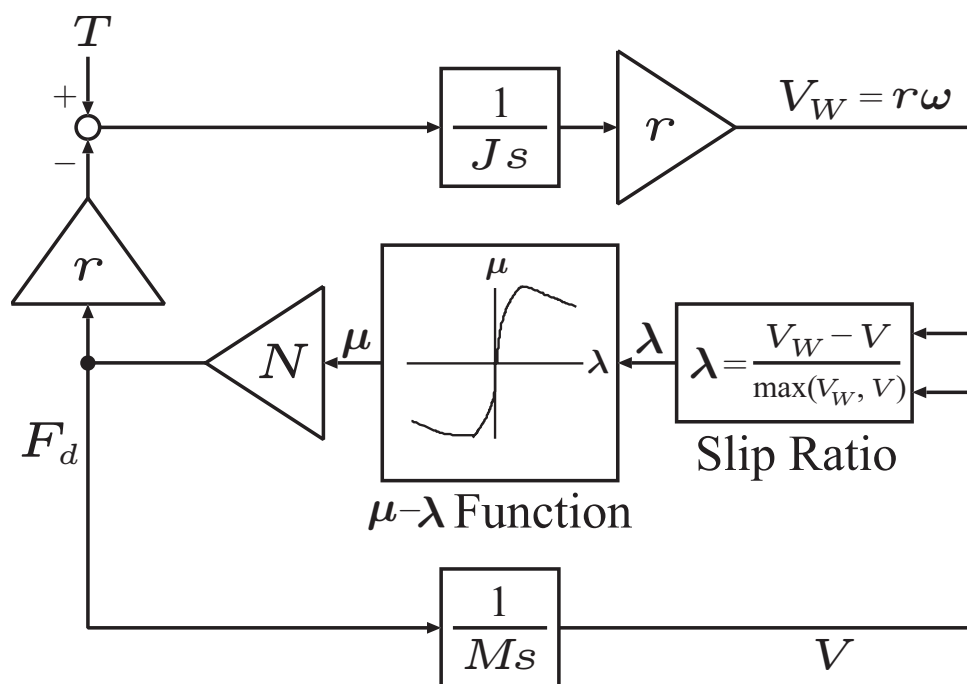 T
+
−
1
Js
r
V_W = rω
r
μ
λ
N
μ
λ
λ = V_W − V
max(V_W, V)
Slip Ratio
F_d
μ−λ Function
1
Ms
V